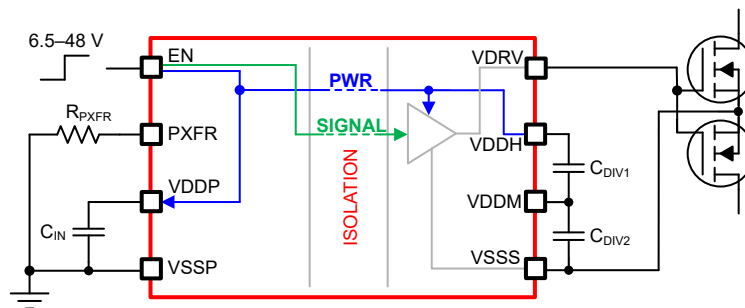 6.5–48 V
EN
PWR
VDRV
RPXFR
PXFR
SIGNAL
VDDH
ISOLATION
CDIV1
VDDP
VDDM
CIN
CDIV2
VSSP
VSSS